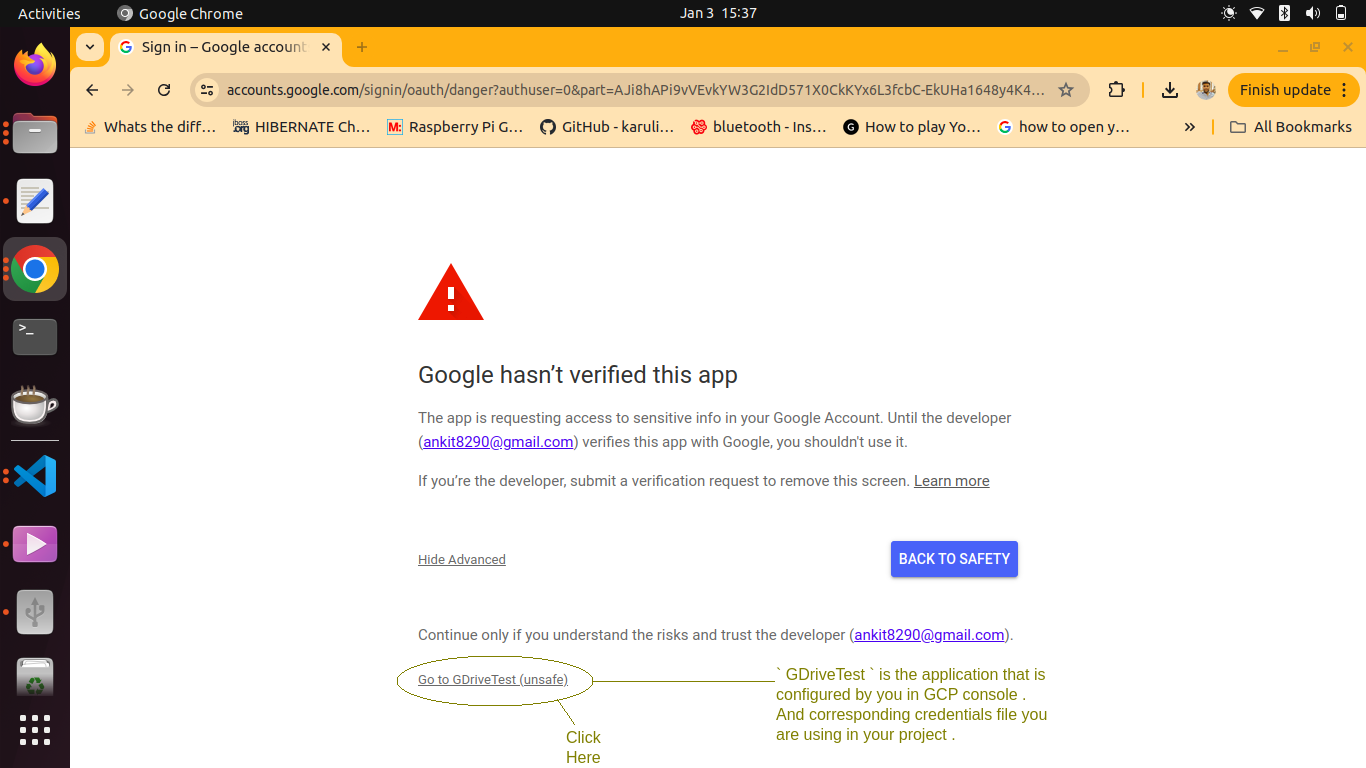 Activities
Google Chrome
Jan 3 15:37
Sign in – Google account
accounts.google.com/signin/oauth/danger?authuser=0&part=AJi8hAPi9vVEvkYW3G2IdD571X0CkKYx6L3fcbC-EkUHa1648y4K4...
Finish update
Whats the diff...
HIBERNATE Ch...
Raspberry Pi G...
GitHub - karuli...
bluetooth - Ins...
How to play Yo...
how to open y...
All Bookmarks
Google hasn't verified this app
The app is requesting access to sensitive info in your Google Account. Until the developer
(ankit8290@gmail.com) verifies this app with Google, you shouldn't use it.
If you're the developer, submit a verification request to remove this screen. Learn more
Hide Advanced
BACK TO SAFETY
Continue only if you understand the risks and trust the developer (ankit8290@gmail.com).
Go to GDriveTest (unsafe)
` GDriveTest ` is the application that is
configured by you in GCP console .
And corresponding credentials file you
are using in your project .
Click
Here